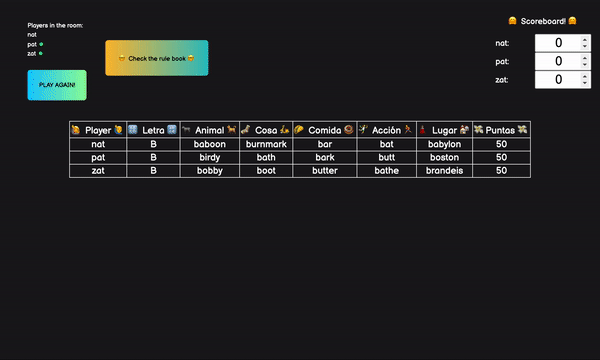 Players in the room:
nat
pat
zat
Check the rule book
PLAY AGAIN!
Scoreboard!
nat: 0
pat: 0
zat: 0
Player Letra Animal Cosa Comida Acción Lugar Puntas
nat B baboon burnmark bar bat babylon 50
pat B birdy bath bark butt boston 50
zat B bobby boot butter bathe brandeis 50